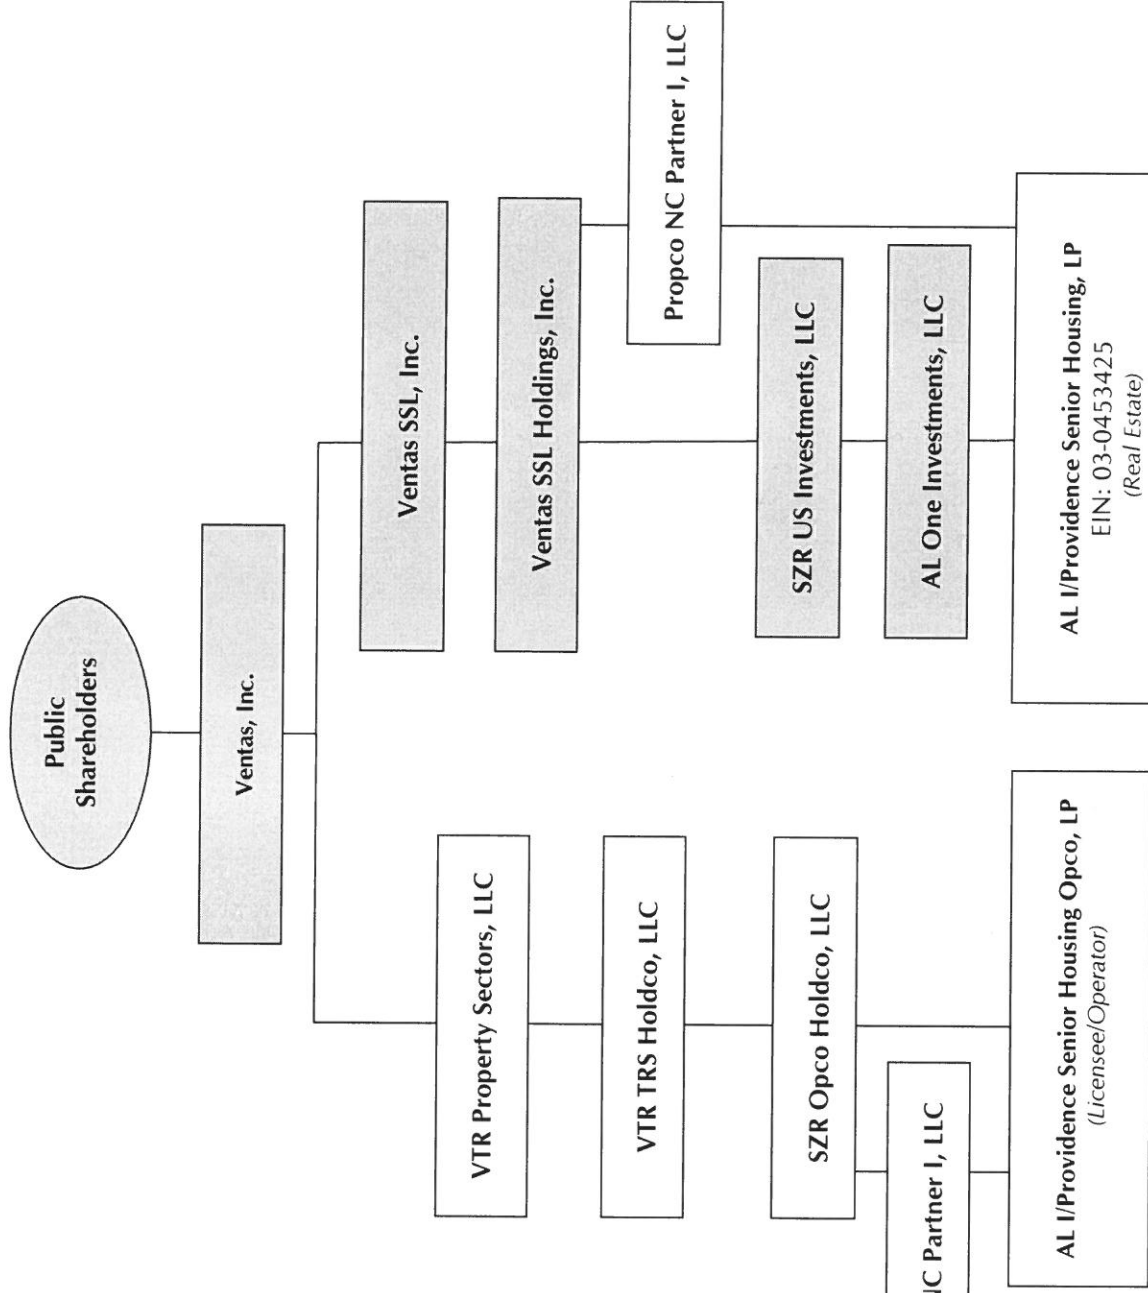 Public
Shareholders
Ventas, Inc.
Ventas SSL, Inc.
VTR Property Sectors, LLC
Ventas SSL Holdings, Inc.
VTR TRS Holdco, LLC
Propco NC Partner I, LLC
SZR Opco Holdco, LLC
SZR US Investments, LLC
NC Partner I, LLC
AL One Investments, LLC
AL I/Providence Senior Housing Opco, LP
(Licensee/Operator)
AL I/Providence Senior Housing, LP
EIN: 03-0453425
(Real Estate)